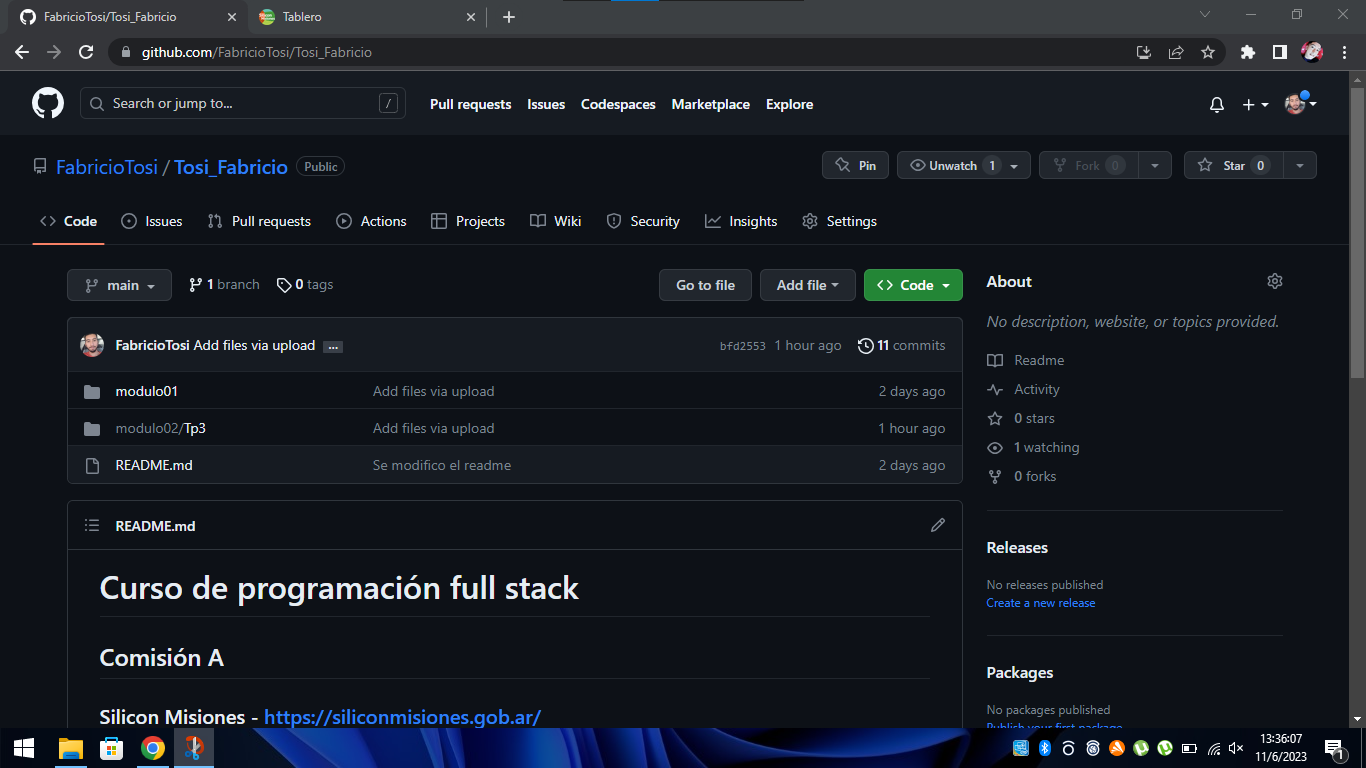 FabricioTosi/Tosi_Fabricio
Tablero
github.com/FabricioTosi/Tosi_Fabricio
Search or jump to...
/
Pull requests Issues Codespaces Marketplace Explore
FabricioTosi / Tosi_Fabricio Public
Pin Unwatch 1 Fork 0 Star 0
Code Issues Pull requests Actions Projects Wiki Security Insights Settings
main 1 branch 0 tags Go to file Add file Code
FabricioTosi Add files via upload ... bfd2553 1 hour ago 11 commits
modulo01 Add files via upload 2 days ago
modulo02/Tp3 Add files via upload 1 hour ago
README.md Se modifico el readme 2 days ago
README.md
Curso de programación full stack
Comisión A
Silicon Misiones - https://siliconmisiones.gob.ar/
About
No description, website, or topics provided.
Readme
Activity
0 stars
1 watching
0 forks
Releases
No releases published
Create a new release
Packages
No packages published
Publish your first package
13:36:07
11/6/2023
1